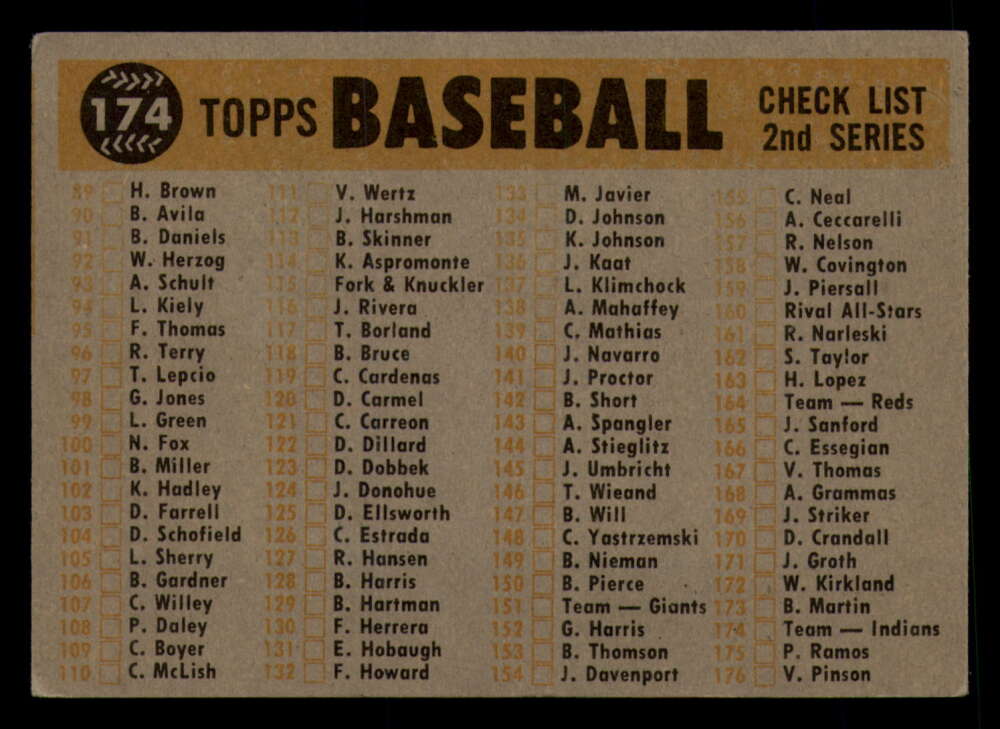 174
TOPPS BASEBALL
CHECK LIST
2nd SERIES
89 H. Brown
90 B. Avila
91 B. Daniels
92 W. Herzog
93 A. Schult
94 L. Kiely
95 F. Thomas
96 R. Terry
97 T. Lepcio
98 G. Jones
99 L. Green
100 N. Fox
101 B. Miller
102 K. Hadley
103 D. Farrell
104 D. Schofield
105 L. Sherry
106 B. Gardner
107 C. Willey
108 P. Daley
109 C. Boyer
110 C. McLish
111 V. Wertz
112 J. Harshman
113 B. Skinner
114 K. Aspromonte
115 Fork & Knuckler
116 J. Rivera
117 T. Borland
118 B. Bruce
119 C. Cardenas
120 D. Carmel
121 C. Carreon
122 D. Dillard
123 D. Dobbek
124 J. Donohue
125 D. Ellsworth
126 C. Estrada
127 R. Hansen
128 B. Harris
129 B. Hartman
130 F. Herrera
131 E. Hobaugh
132 F. Howard
133 M. Javier
134 D. Johnson
135 K. Johnson
136 J. Kaat
137 L. Klimchock
138 A. Mahaffey
139 C. Mathias
140 J. Navarro
141 J. Proctor
142 B. Short
143 A. Spangler
144 A. Stieglitz
145 J. Umbricht
146 T. Wieand
147 B. Will
148 C. Yastrzemski
149 B. Nieman
150 B. Pierce
151 Team — Giants
152 G. Harris
153 B. Thomson
154 J. Davenport
155 C. Neal
156 A. Ceccarelli
157 R. Nelson
158 W. Covington
159 J. Piersall
160 Rival All-Stars
161 R. Narleski
162 S. Taylor
163 H. Lopez
164 Team — Reds
165 J. Sanford
166 C. Essegian
167 V. Thomas
168 A. Grammas
169 J. Striker
170 D. Crandall
171 J. Groth
172 W. Kirkland
173 B. Martin
174 Team — Indians
175 P. Ramos
176 V. Pinson